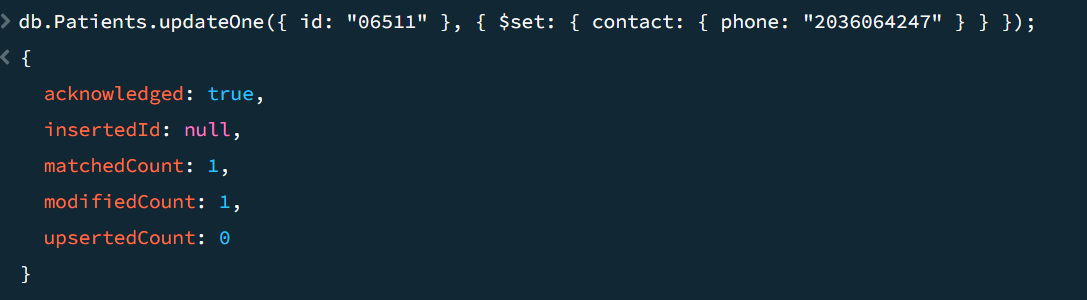 > db.Patients.updateOne({ id: "06511" }, { $set: { contact: { phone: "2036064247" } } });
< {
acknowledged: true,
insertedId: null,
matchedCount: 1,
modifiedCount: 1,
upsertedCount: 0
}